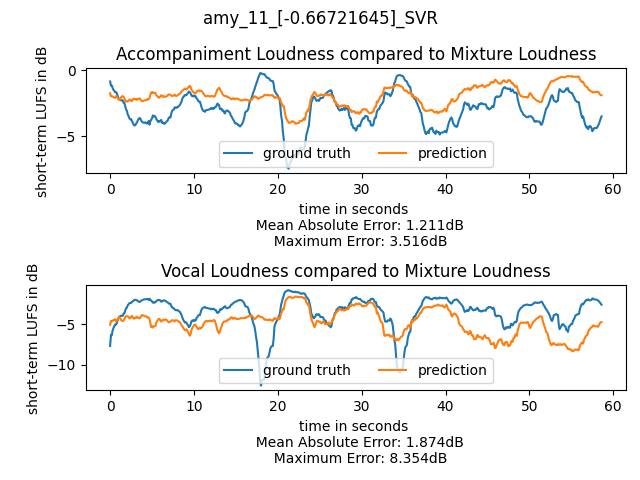 amy_11_[-0.66721645]_SVR
Accompaniment Loudness compared to Mixture Loudness
short-term LUFS in dB
0
−5
ground truth
prediction
0 10 20 30 40 50 60
time in seconds
Mean Absolute Error: 1.211dB
Maximum Error: 3.516dB
Vocal Loudness compared to Mixture Loudness
short-term LUFS in dB
−5
−10
ground truth
prediction
0 10 20 30 40 50 60
time in seconds
Mean Absolute Error: 1.874dB
Maximum Error: 8.354dB